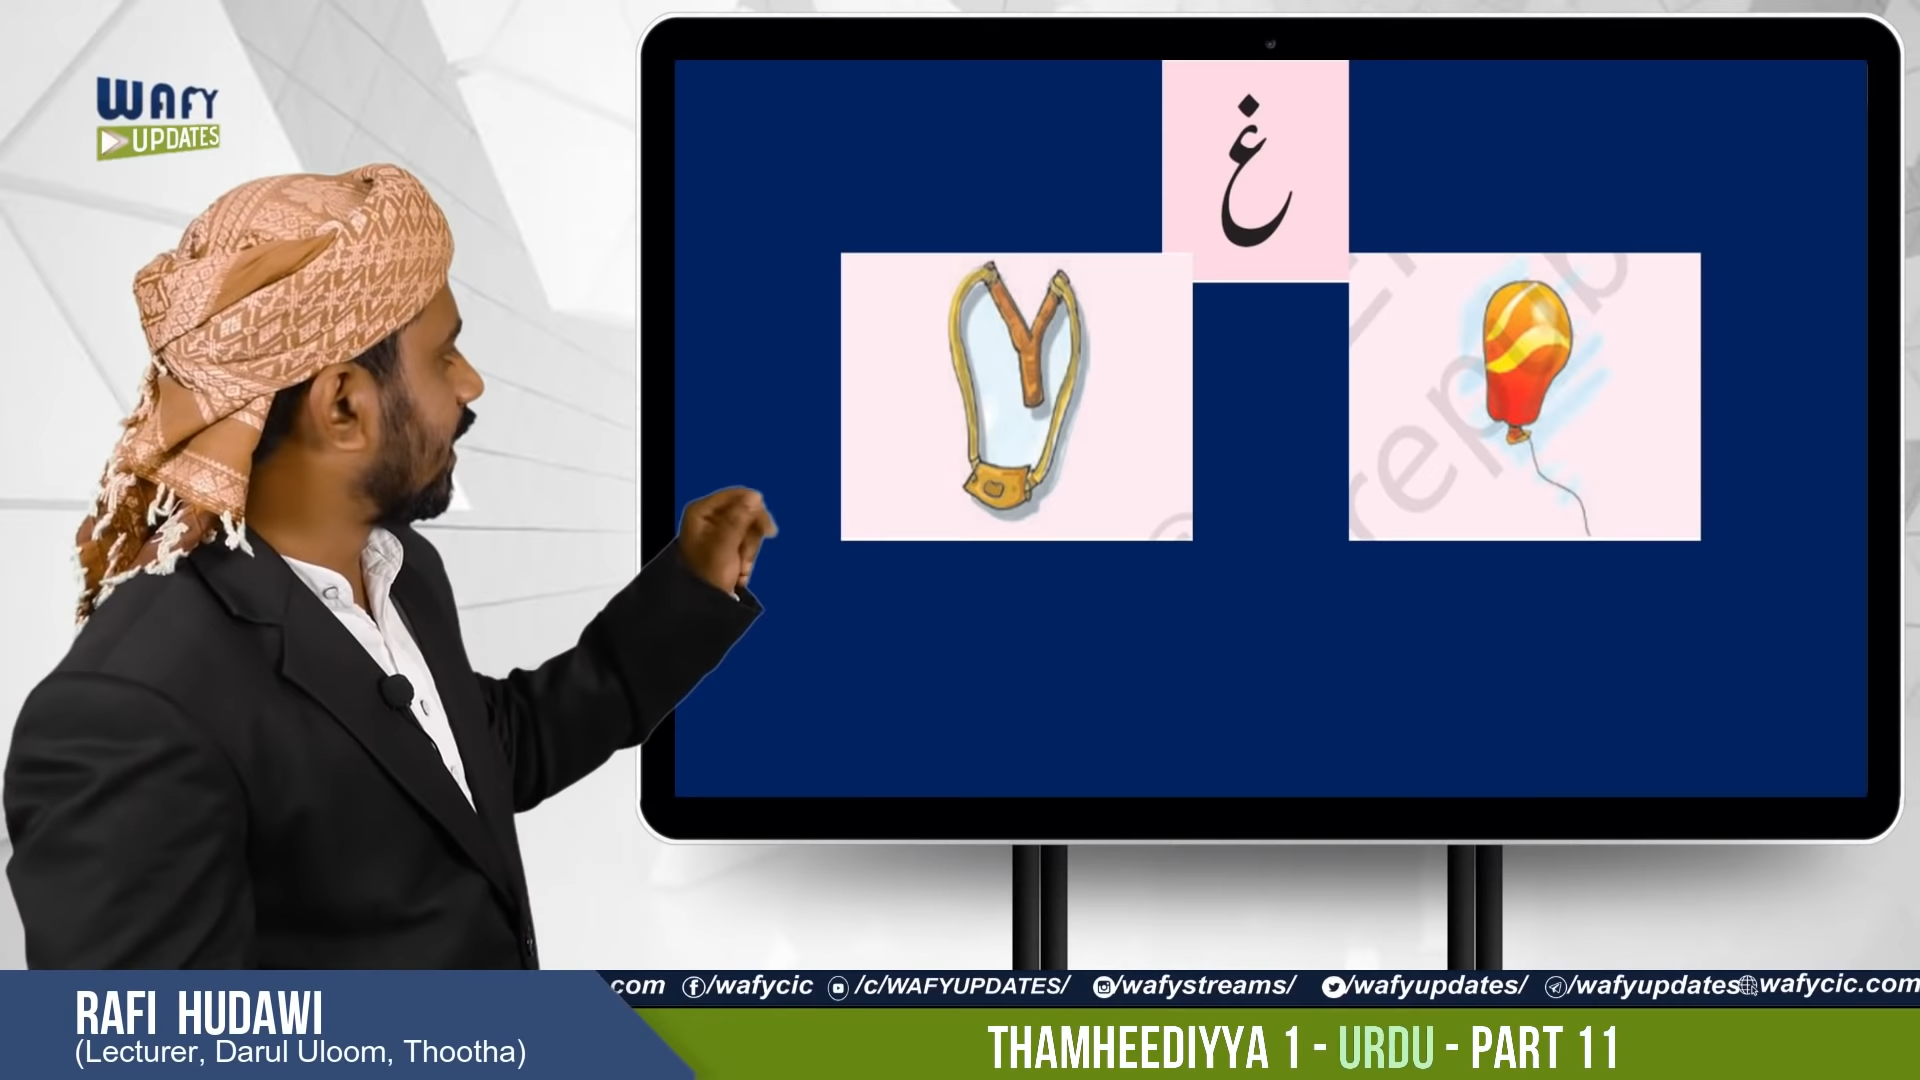 WAFY
UPDATES
غ
rep
RAFI HUDAWI
(Lecturer, Darul Uloom, Thootha)
.com /wafycic /c/WAFYUPDATES/ /wafystreams/ /wafyupdates/ /wafyupdates wafycic.com
THAMHEEDIYYA 1 - URDU - PART 11